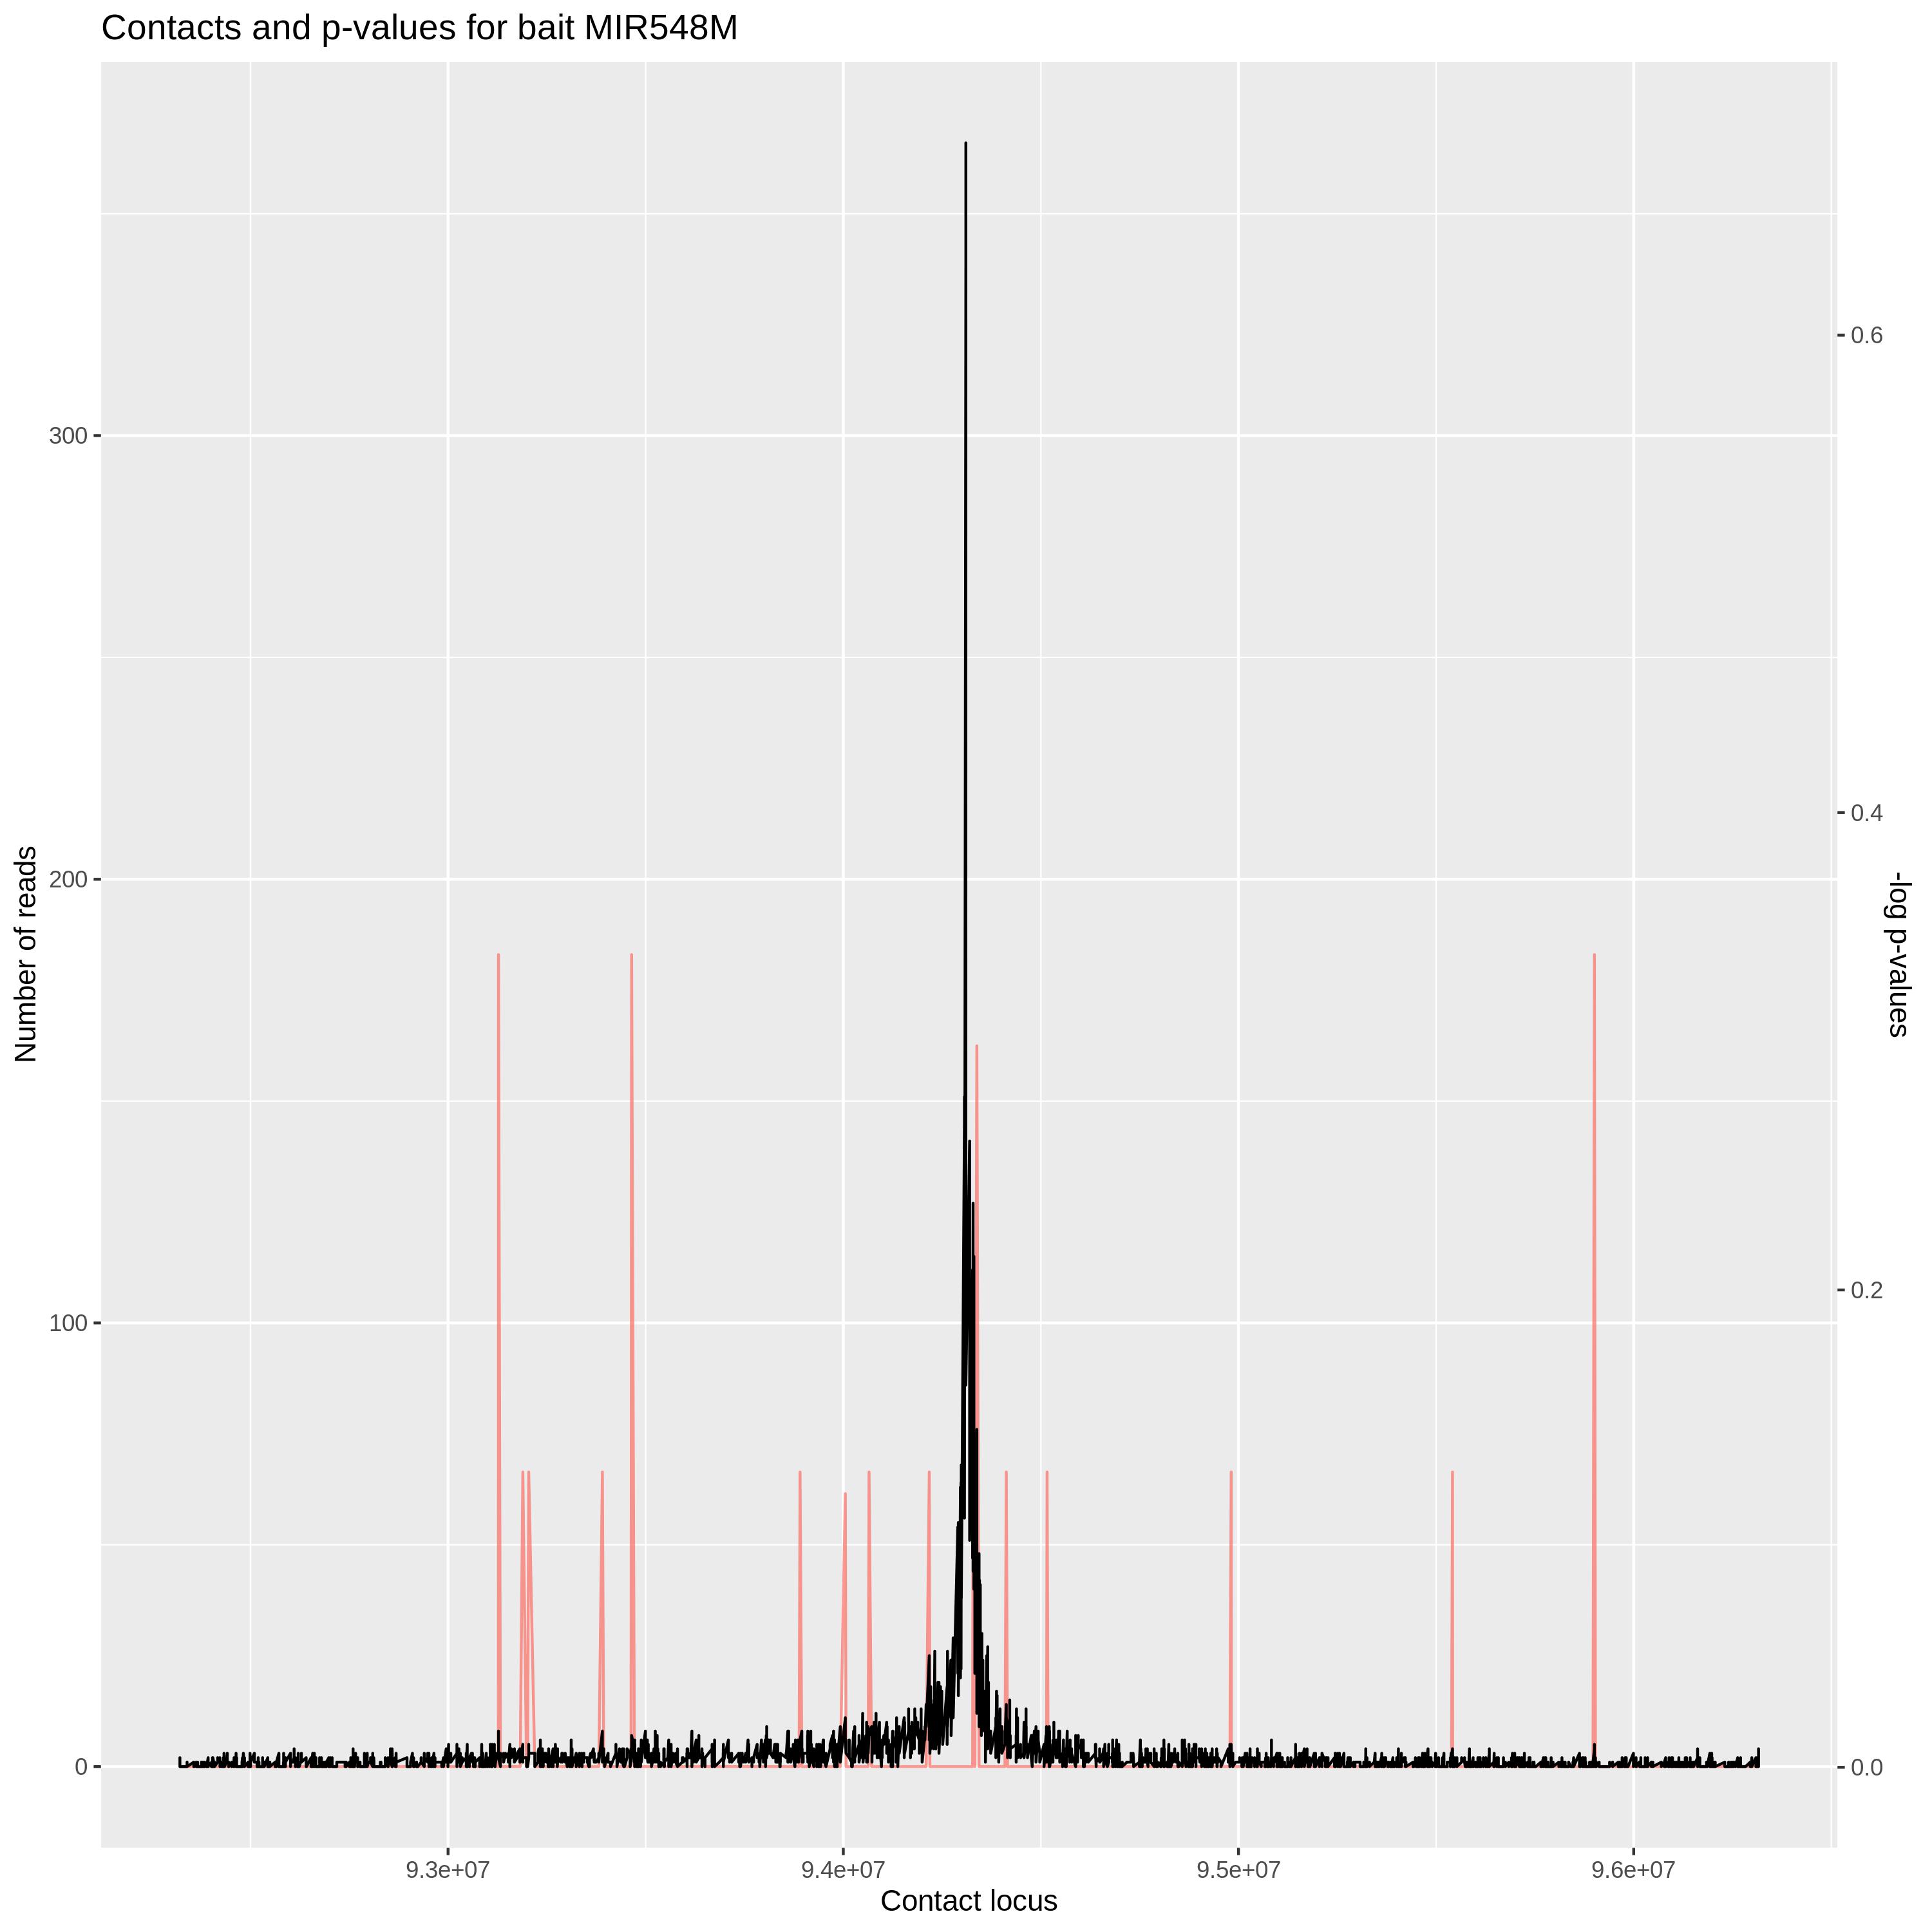 Contacts and p-values for bait MIR548M
Number of reads
300
200
100
0
0.6
0.4
0.2
0.0
-log p-values
9.3e+07
9.4e+07
9.5e+07
9.6e+07
Contact locus